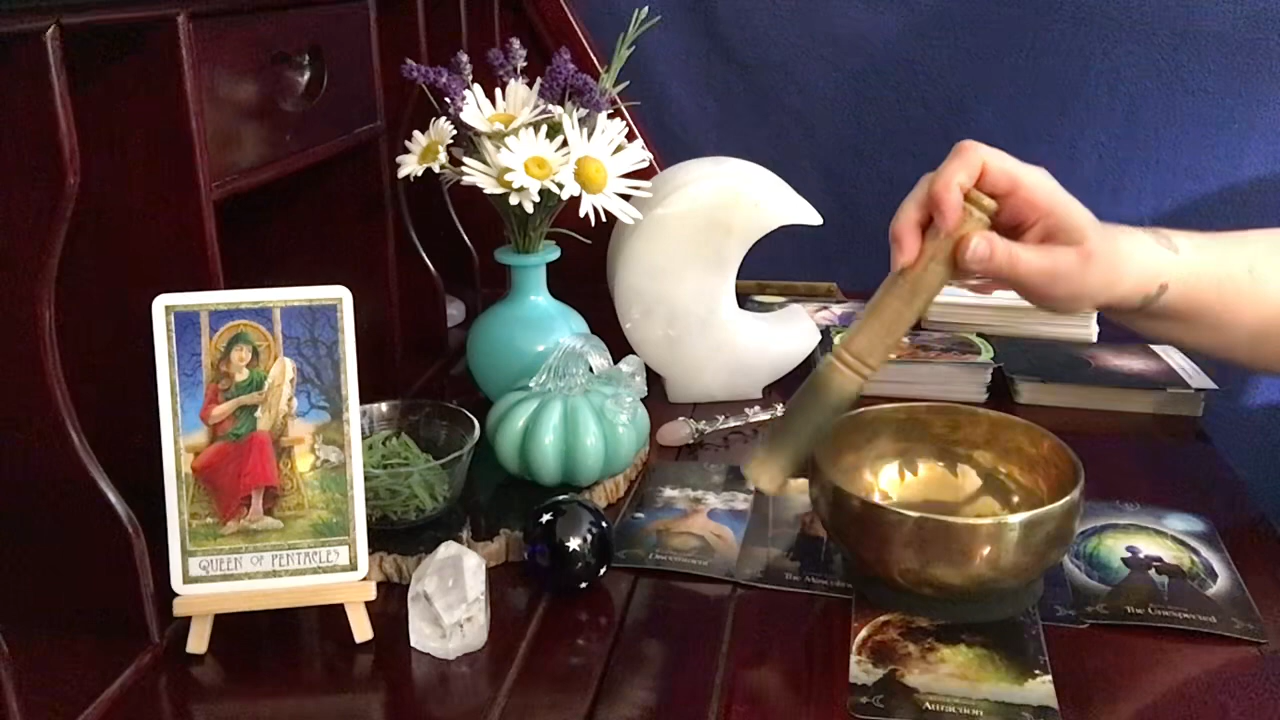 QUEEN OF PENTACLES
Discernment
The Masculine
The Unexpected
Attraction